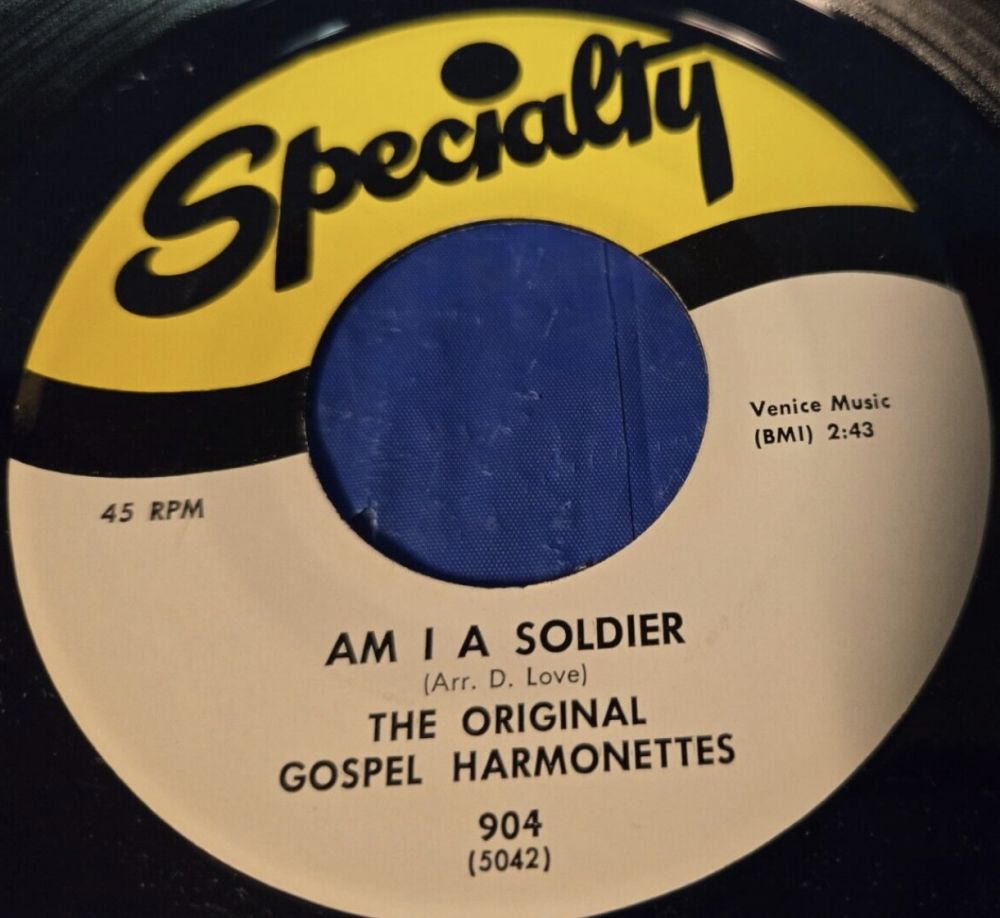 Specialty
Venice Music
(BMI) 2:43
45 RPM
AM I A SOLDIER
(Arr. D. Love)
THE ORIGINAL
GOSPEL HARMONETTES
904
(5042)